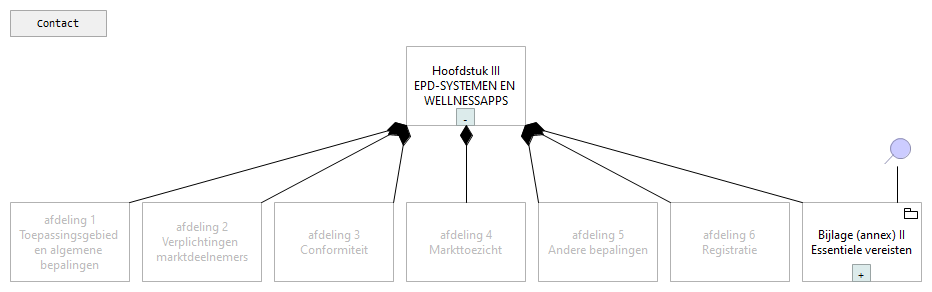 Contact
Hoofdstuk III
EPD-SYSTEMEN EN
WELLNESSAPPS
-
afdeling 1
Toepassingsgebied
en algemene
bepalingen
afdeling 2
Verplichtingen
marktdeelnemers
afdeling 3
Conformiteit
afdeling 4
Markttoezicht
afdeling 5
Andere bepalingen
afdeling 6
Registratie
Bijlage (annex) II
Essentiele vereisten
+